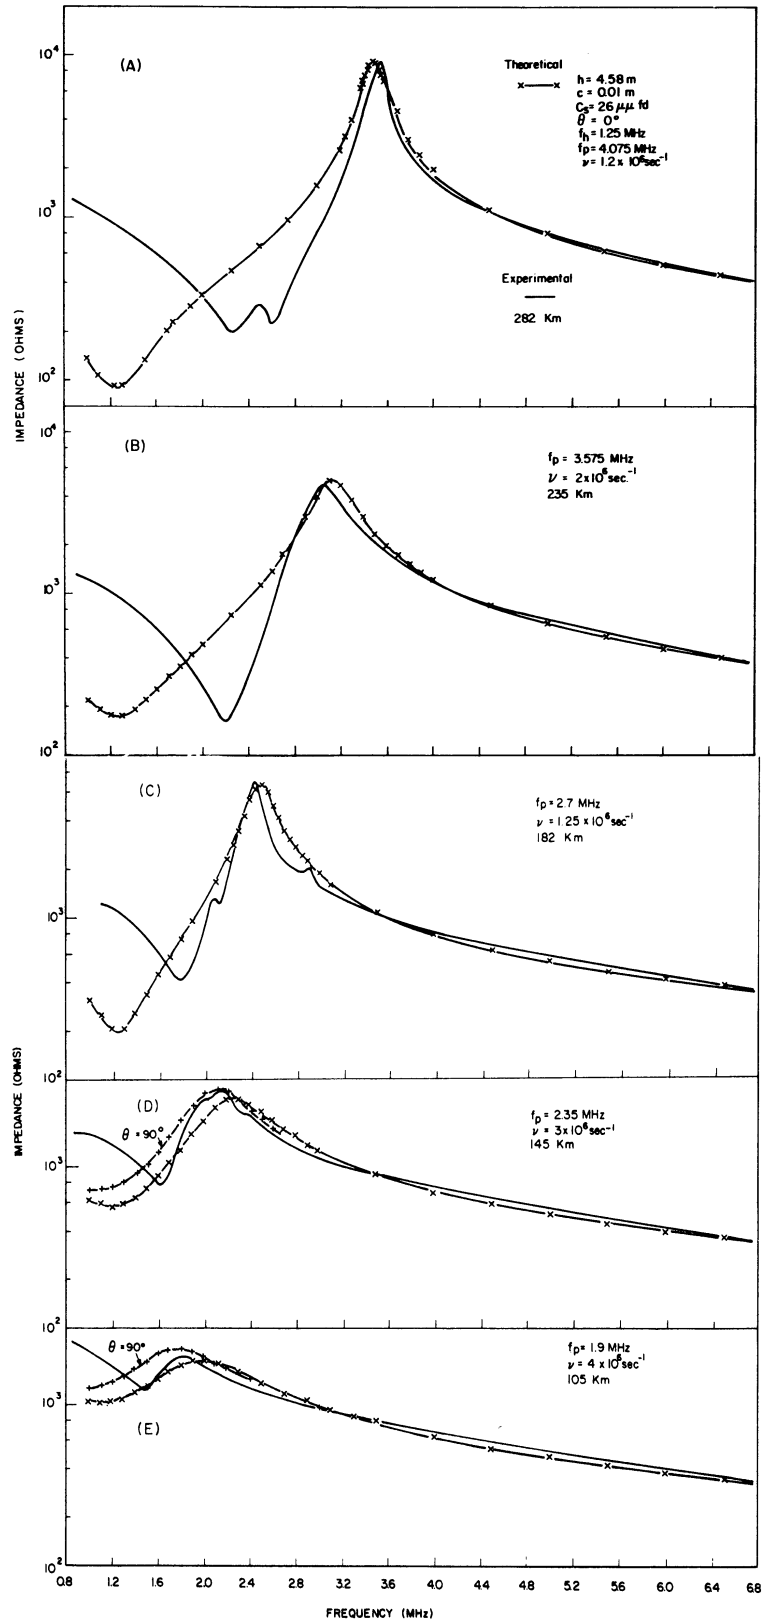 (A)
Theoretical
h = 4.58 m
c = 0.01 m
Cs = 26 μμ fd
θ = 0°
fh = 1.25 MHz
fp = 4.075 MHz
ν = 1.2 x 10⁶ sec⁻¹
Experimental
282 Km
10⁴
10³
10²
IMPEDANCE (OHMS)
(B)
fp = 3.575 MHz
ν = 2x10⁶ sec.⁻¹
235 Km
10⁴
10³
10²
(C)
fp = 2.7 MHz
ν = 1.25 x 10⁶ sec⁻¹
182 Km
10³
10²
IMPEDANCE (OHMS)
(D)
θ = 90°
fp = 2.35 MHz
ν = 3x10⁶ sec⁻¹
145 Km
10³
10²
θ = 90°
fp = 1.9 MHz
ν = 4 x 10⁶ sec⁻¹
105 Km
10³
(E)
10²
0.8 1.2 1.6 2.0 2.4 2.8 3.2 3.6 4.0 4.4 4.8 5.2 5.6 6.0 6.4 6.8
FREQUENCY (MHz)